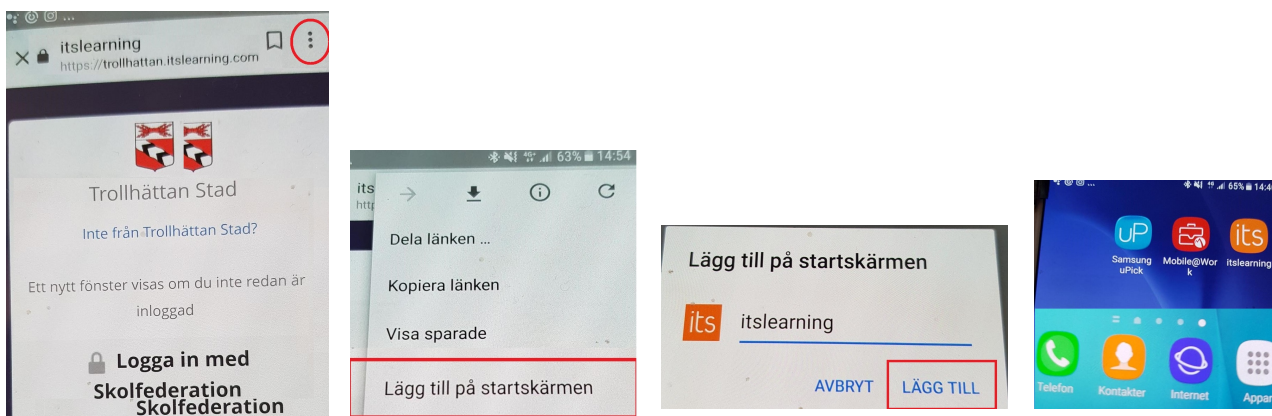 itslearning
https://trollhattan.itslearning.com
Trollhättan Stad
Inte från Trollhättan Stad?
Ett nytt fönster visas om du inte redan är
inloggad
Logga in med
Skolfederation
Skolfederation
63% 14:54
its
http
Dela länken ...
Kopiera länken
Visa sparade
Lägg till på startskärmen
Lägg till på startskärmen
its itslearning
AVBRYT LÄGG TILL
65% 14:4
uP its
Samsung Mobile@Wor itslearning
uPick k
Telefon Kontakter Internet Appar